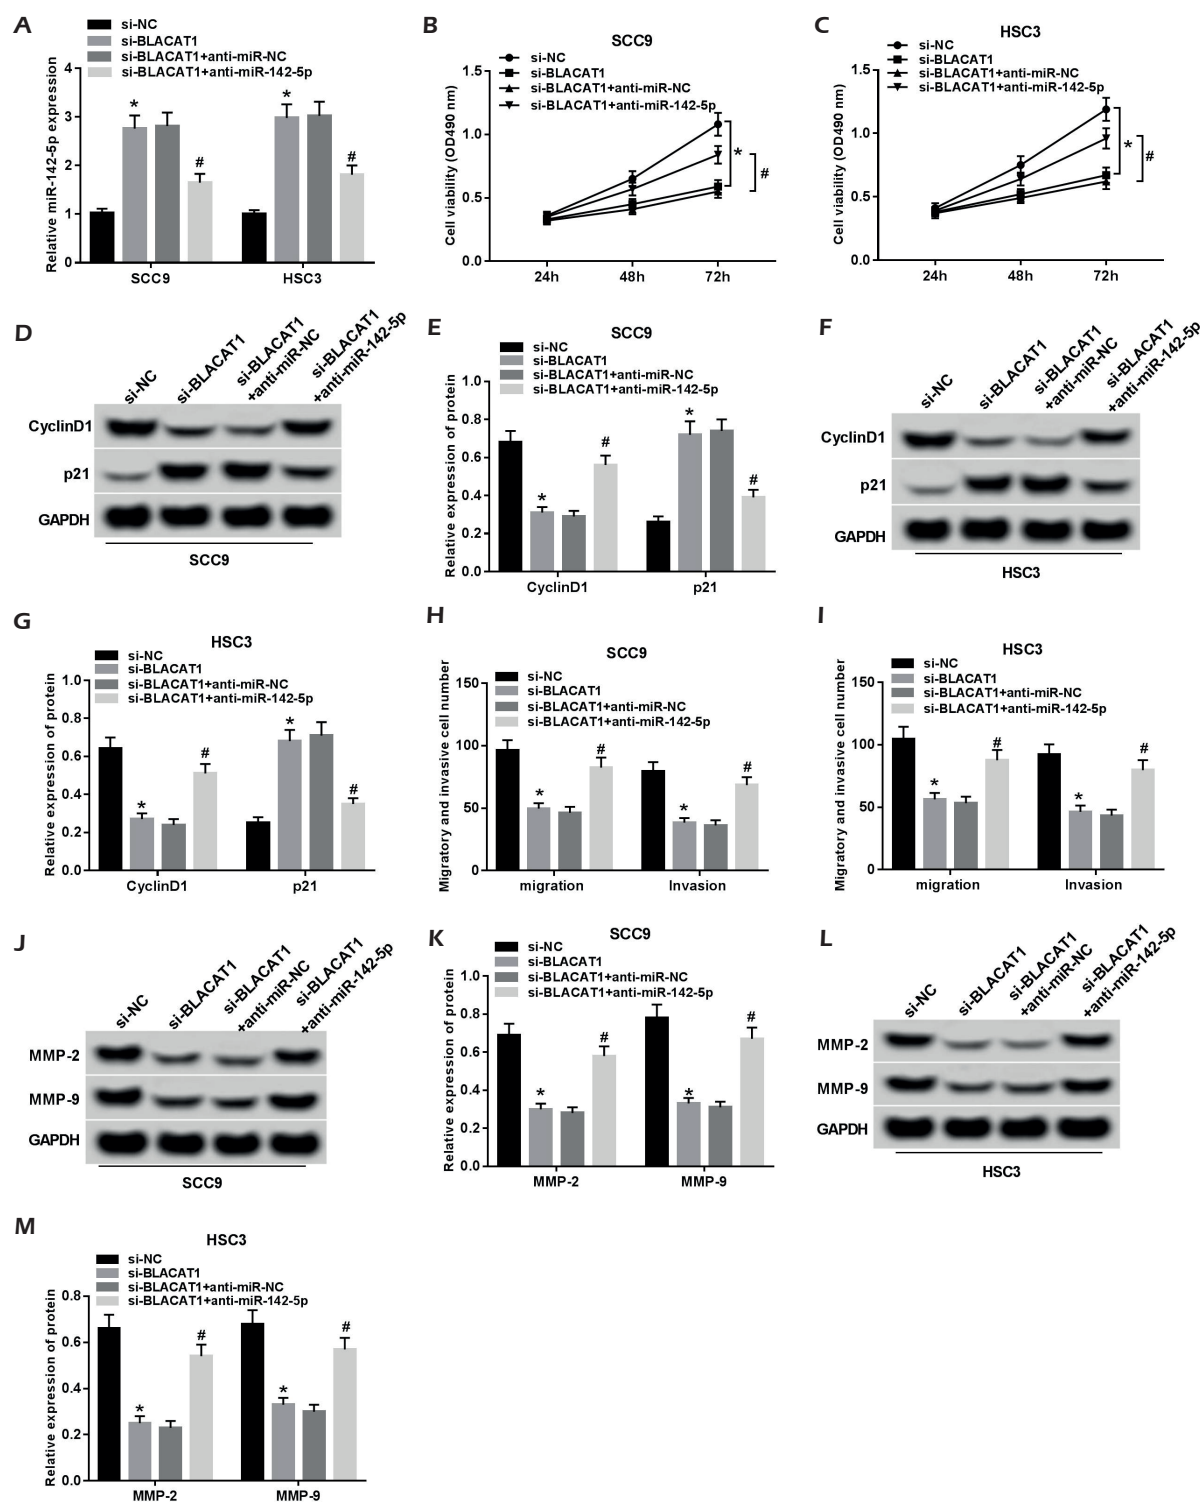 A
si-NC
si-BLACAT1
si-BLACAT1+anti-miR-NC
si-BLACAT1+anti-miR-142-5p
Relative miR-142-5p expression
4
3
2
1
0
*
#
*
#
SCC9 HSC3
B
SCC9
si-NC
si-BLACAT1
si-BLACAT1+anti-miR-NC
si-BLACAT1+anti-miR-142-5p
Cell viability (OD490 nm)
1.5
1.0
0.5
0.0
* #
24h 48h 72h
C
HSC3
si-NC
si-BLACAT1
si-BLACAT1+anti-miR-NC
si-BLACAT1+anti-miR-142-5p
Cell viability (OD490 nm)
1.5
1.0
0.5
0.0
* #
24h 48h 72h
D
si-NC
si-BLACAT1
si-BLACAT1
+anti-miR-NC
si-BLACAT1
+anti-miR-142-5p
CyclinD1
p21
GAPDH
SCC9
E
SCC9
si-NC
si-BLACAT1
si-BLACAT1+anti-miR-NC
si-BLACAT1+anti-miR-142-5p
Relative expression of protein
1.0
0.8
0.6
0.4
0.2
0.0
*
#
*
#
CyclinD1 p21
F
si-NC
si-BLACAT1
si-BLACAT1
+anti-miR-NC
si-BLACAT1
+anti-miR-142-5p
CyclinD1
p21
GAPDH
HSC3
G
HSC3
si-NC
si-BLACAT1
si-BLACAT1+anti-miR-NC
si-BLACAT1+anti-miR-142-5p
Relative expression of protein
1.0
0.8
0.6
0.4
0.2
0.0
*
#
*
#
CyclinD1 p21
H
SCC9
si-NC
si-BLACAT1
si-BLACAT1+anti-miR-NC
si-BLACAT1+anti-miR-142-5p
Migratory and invasive cell number
150
100
50
0
*
#
*
#
migration Invasion
I
HSC3
si-NC
si-BLACAT1
si-BLACAT1+anti-miR-NC
si-BLACAT1+anti-miR-142-5p
Migratory and invasive cell number
150
100
50
0
*
#
*
#
migration Invasion
J
si-NC
si-BLACAT1
si-BLACAT1
+anti-miR-NC
si-BLACAT1
+anti-miR-142-5p
MMP-2
MMP-9
GAPDH
SCC9
K
SCC9
si-NC
si-BLACAT1
si-BLACAT1+anti-miR-NC
si-BLACAT1+anti-miR-142-5p
Relative expression of protein
1.0
0.8
0.6
0.4
0.2
0.0
*
#
*
#
MMP-2 MMP-9
L
si-NC
si-BLACAT1
si-BLACAT1
+anti-miR-NC
si-BLACAT1
+anti-miR-142-5p
MMP-2
MMP-9
GAPDH
HSC3
M
HSC3
si-NC
si-BLACAT1
si-BLACAT1+anti-miR-NC
si-BLACAT1+anti-miR-142-5p
Relative expression of protein
0.8
0.6
0.4
0.2
0.0
*
#
*
#
MMP-2 MMP-9